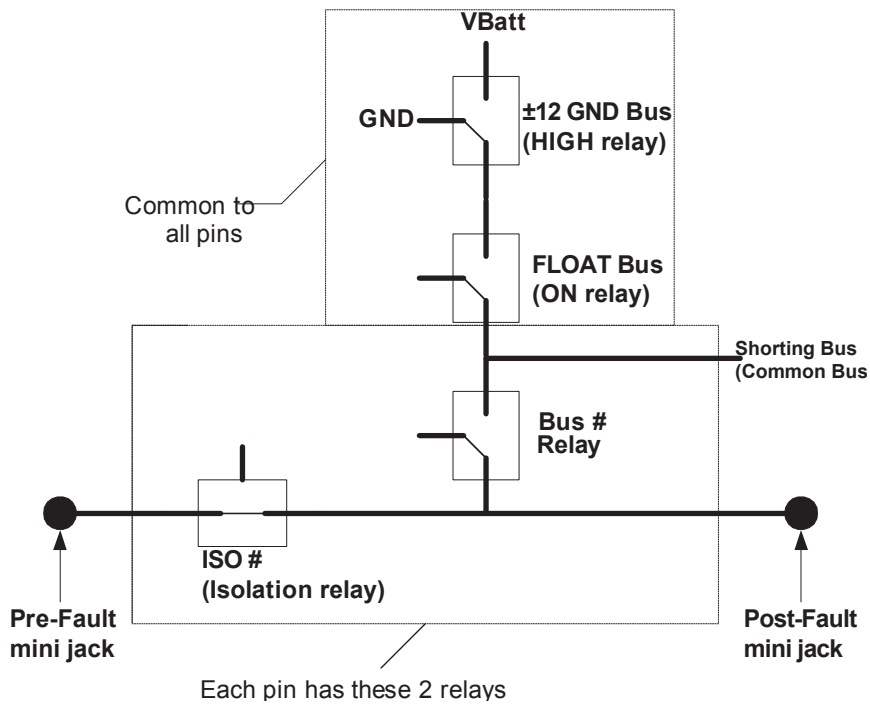 VBatt
±12 GND Bus
(HIGH relay)
GND
Common to
all pins
FLOAT Bus
(ON relay)
Shorting Bus
(Common Bus
Bus #
Relay
ISO #
(Isolation relay)
Pre-Fault
mini jack
Post-Fault
mini jack
Each pin has these 2 relays